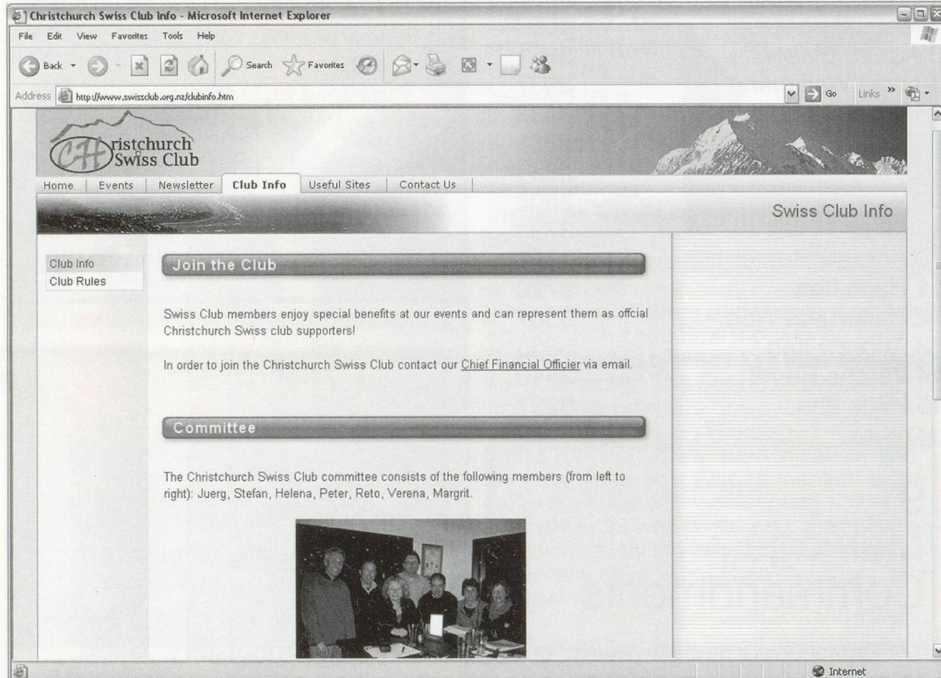 Christchurch Swiss Club Info - Microsoft Internet Explorer
File Edit View Favorites Tools Help
Back Search Favorites
Address http://www.swissclub.org.nz/clubinfo.htm Go Links »
CHristchurch
Swiss Club
Home Events Newsletter Club Info Useful Sites Contact Us
Swiss Club Info
Club Info
Club Rules
Join the Club
Swiss Club members enjoy special benefits at our events and can represent them as offcial
Christchurch Swiss club supporters!
In order to join the Christchurch Swiss Club contact our Chief Financial Officier via email.
Committee
The Christchurch Swiss Club committee consists of the following members (from left to
right): Juerg, Stefan, Helena, Peter, Reto, Verena, Margrit.
Internet